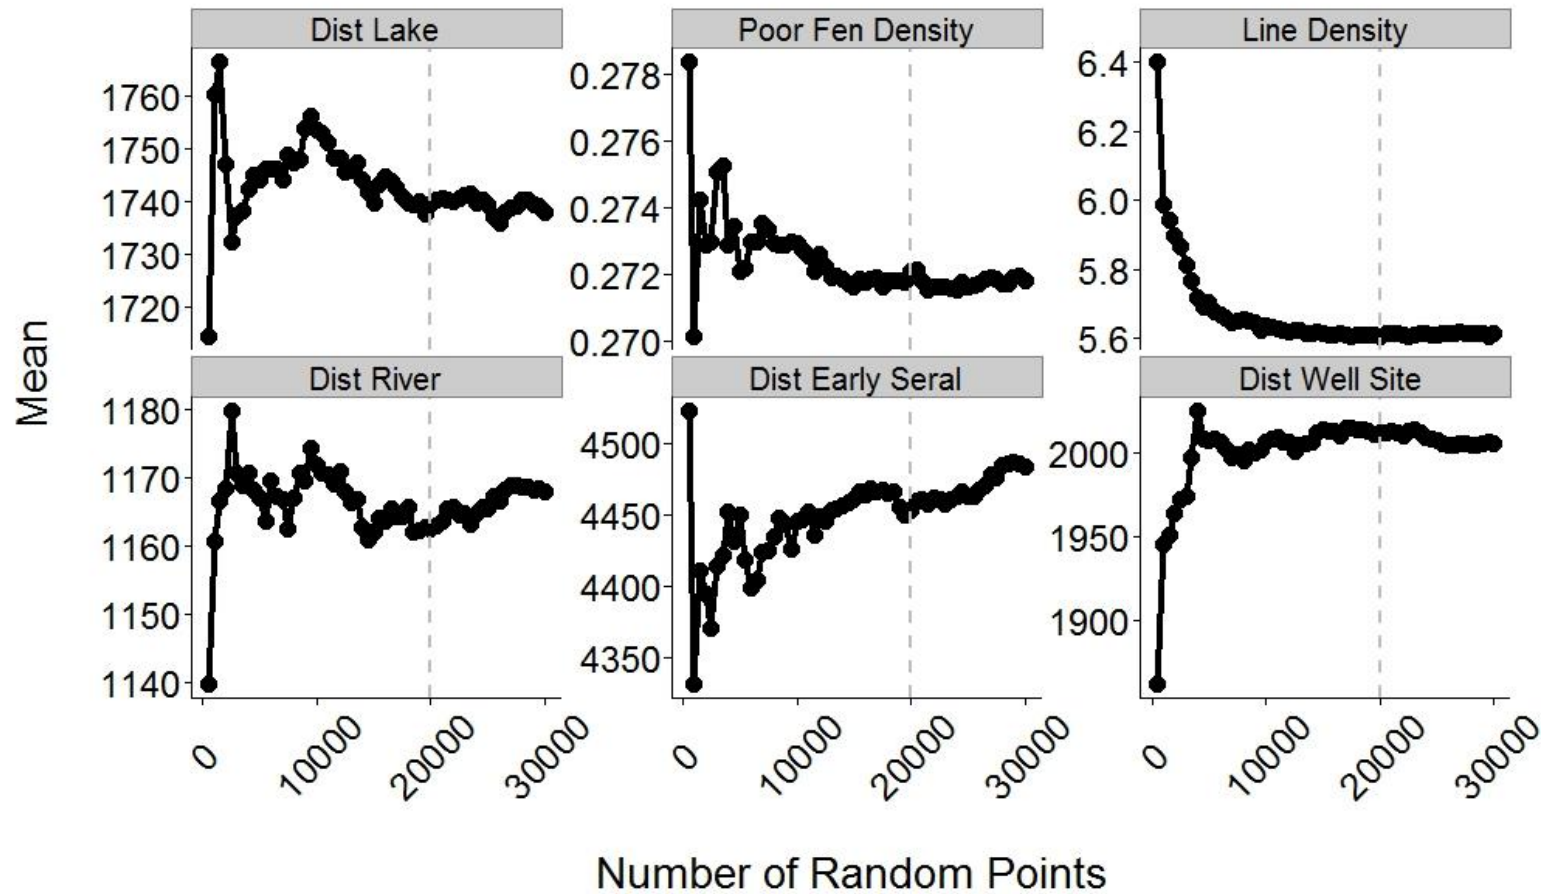 Mean
Dist Lake
1760
1750
1740
1730
1720
Poor Fen Density
0.278
0.276
0.274
0.272
0.270
Line Density
6.4
6.2
6.0
5.8
5.6
Dist River
1180
1170
1160
1150
1140
0 10000 20000 30000
Dist Early Seral
4500
4450
4400
4350
0 10000 20000 30000
Dist Well Site
2000
1950
1900
0 10000 20000 30000
Number of Random Points